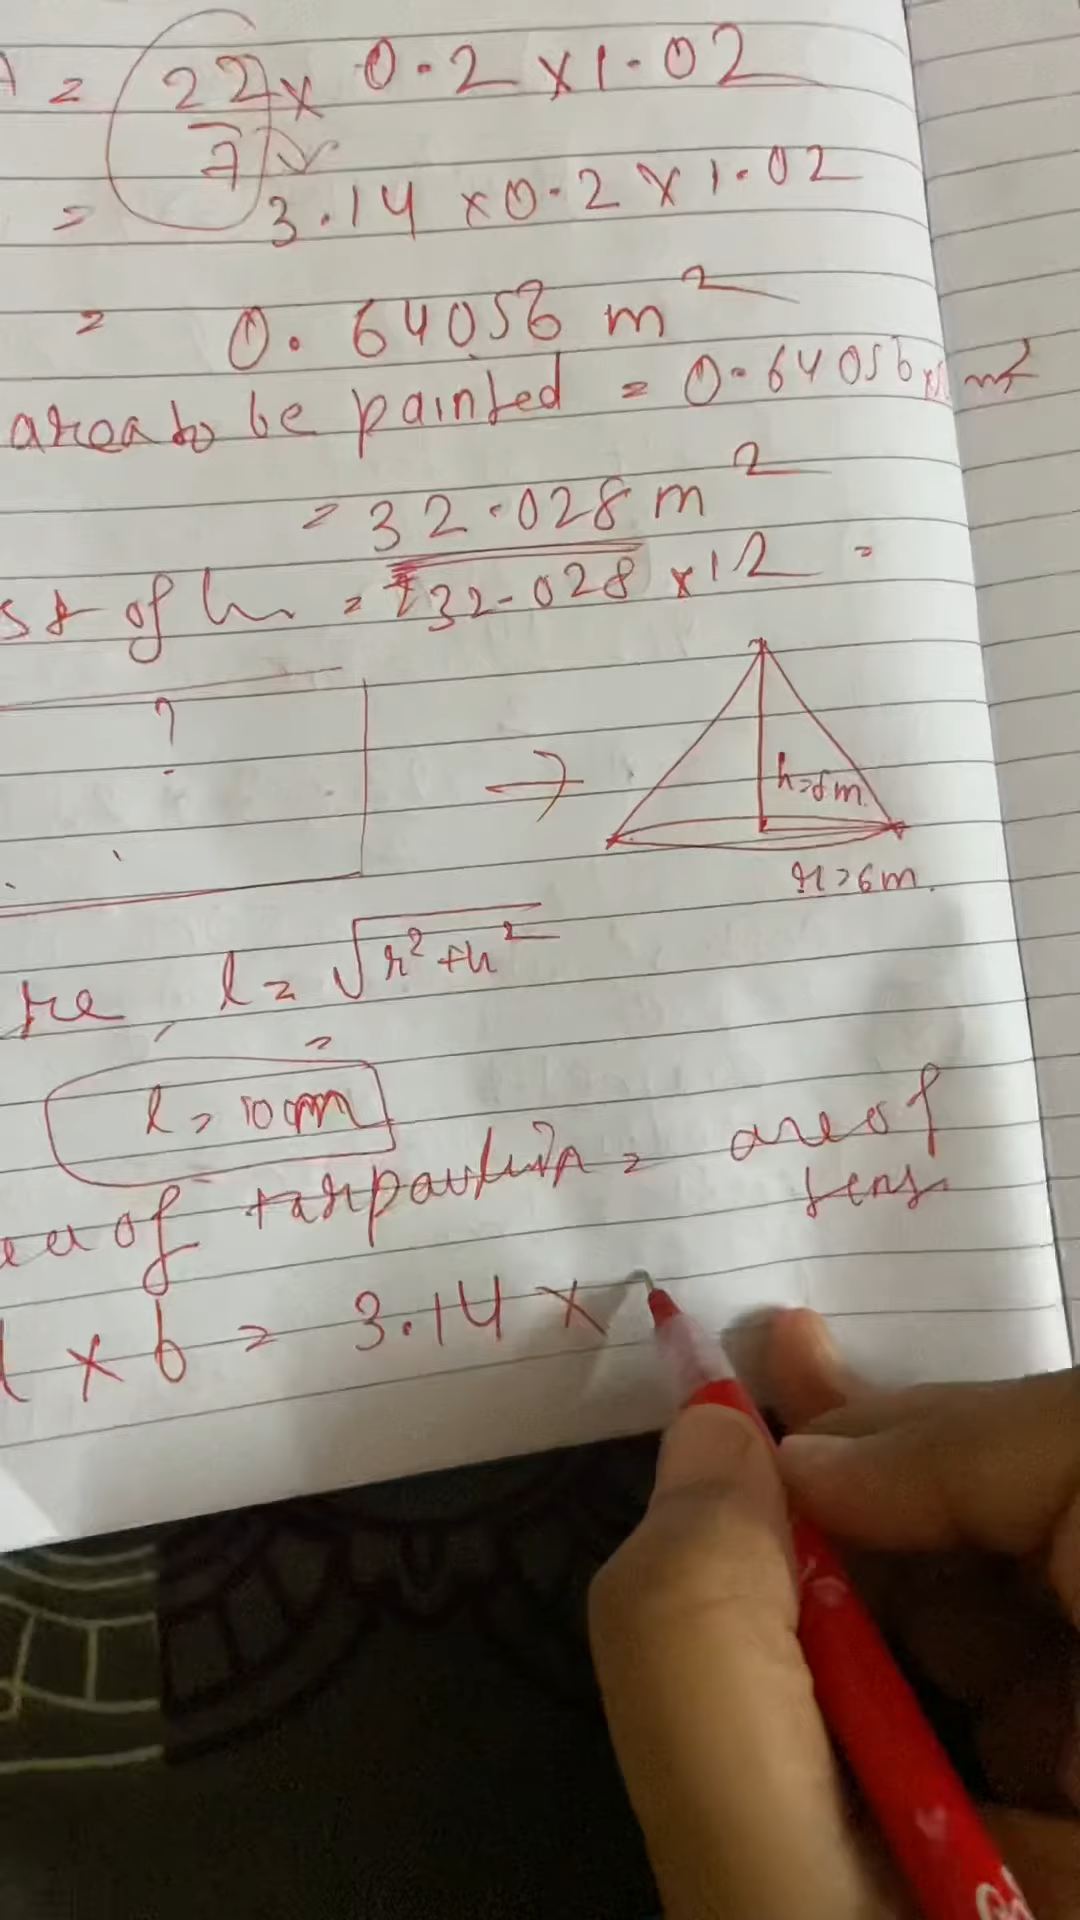 = 22/7 x 0.2 x 1.02
= 3.14 x 0.2 x 1.02
= 0.64056 m²
area to be painted = 0.64056 m²
= 32.028 m²
st of = ₹32.028 x 12 =
?
h=8m
r=6m.
re, l = √r²+h²
=
l = 10m
ea of tarpaulin = area of
tent
l x b = 3.14 x